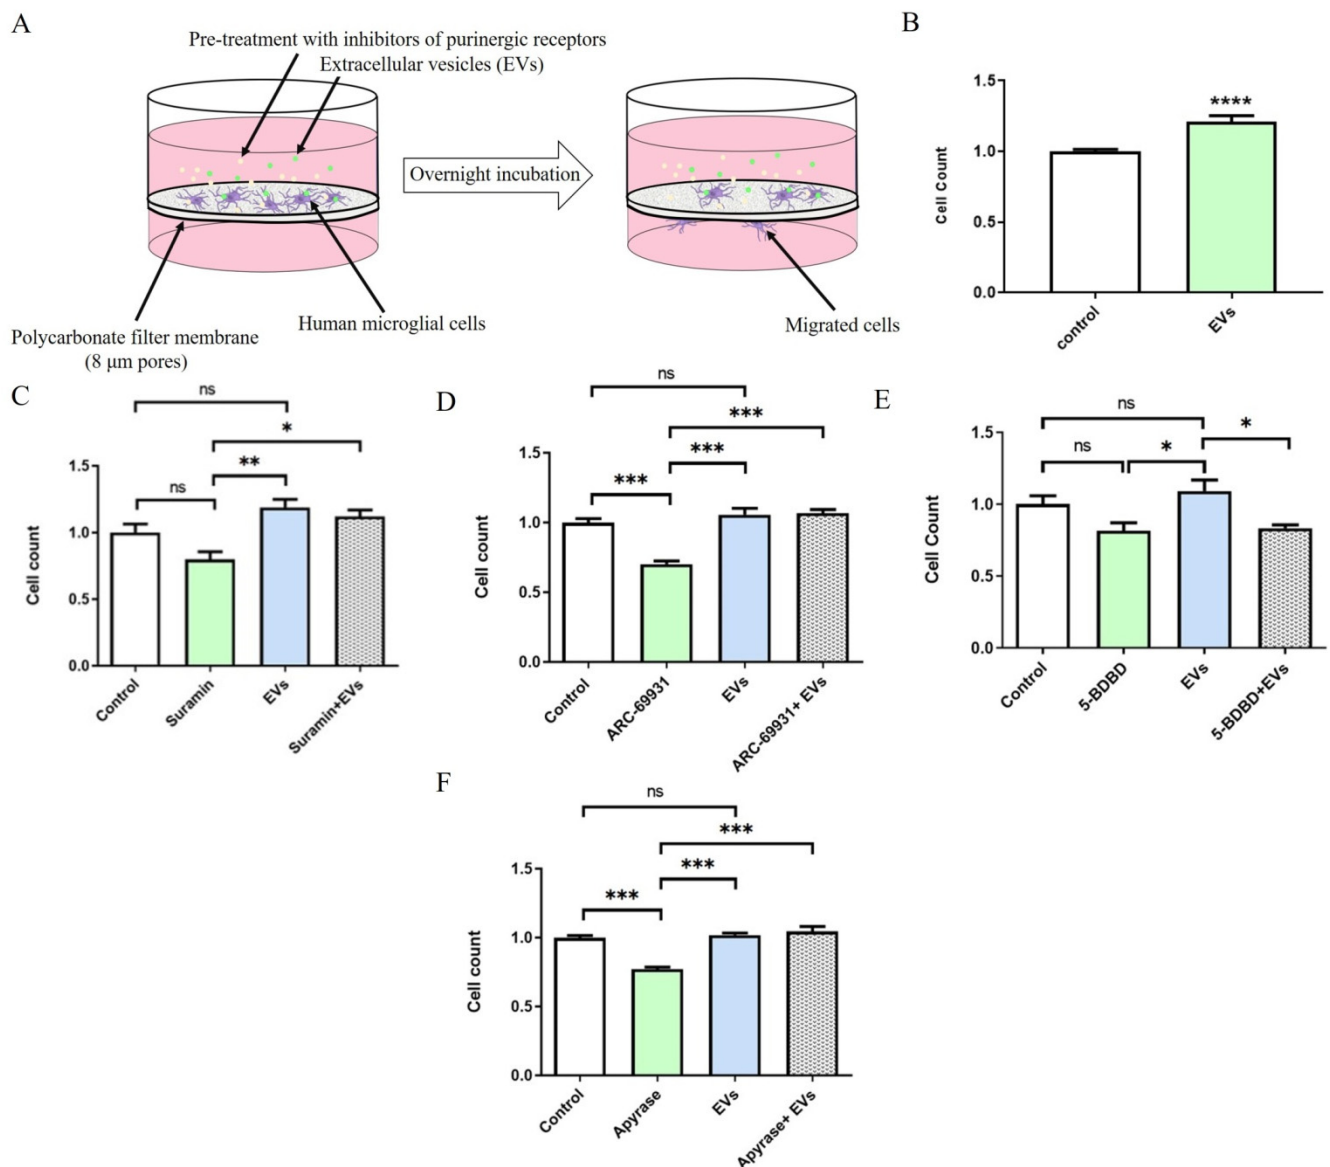 A
Pre-treatment with inhibitors of purinergic receptors
Extracellular vesicles (EVs)
Overnight incubation
Polycarbonate filter membrane
(8 μm pores)
Human microglial cells
Migrated cells
B
Cell Count
1.5
1.0
0.5
0.0
****
control
EVs
C
Cell count
1.5
1.0
0.5
0.0
ns
*
**
ns
Control
Suramin
EVs
Suramin+EVs
D
Cell count
1.5
1.0
0.5
0.0
ns
***
***
***
Control
ARC-69931
EVs
ARC-69931+ EVs
E
Cell Count
1.5
1.0
0.5
0.0
ns
ns
*
*
Control
5-BDBD
EVs
5-BDBD+EVs
F
Cell count
1.5
1.0
0.5
0.0
ns
***
***
***
Control
Apyrase
EVs
Apyrase+ EVs